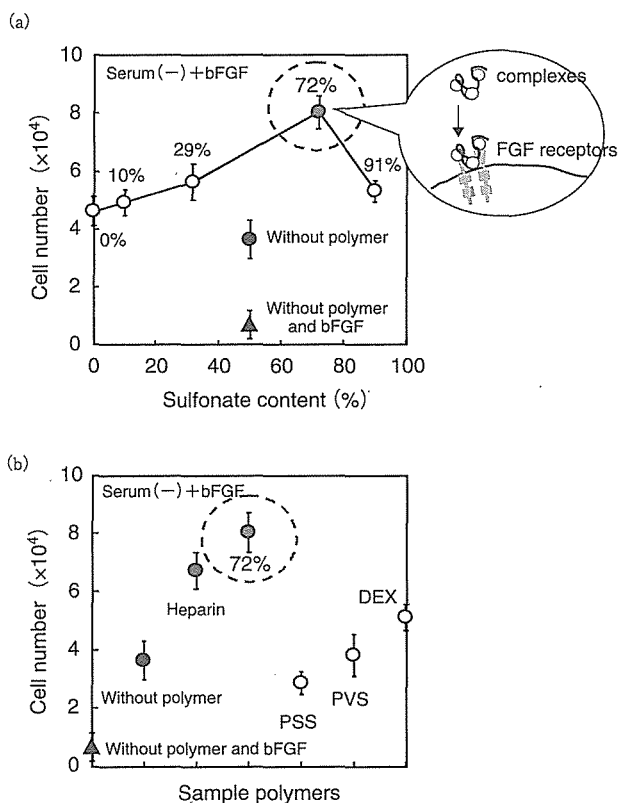 (a)
Serum(−)+bFGF
10
8
6
4
2
0
Cell number (×10⁴)
0%
10%
29%
72%
91%
Without polymer
Without polymer
and bFGF
complexes
FGF receptors
0 20 40 60 80 100
Sulfonate content (%)
(b)
Serum(−)+bFGF
10
8
6
4
2
0
Cell number (×10⁴)
72%
Heparin
DEX
Without polymer
PSS
PVS
Without polymer and bFGF
Sample polymers